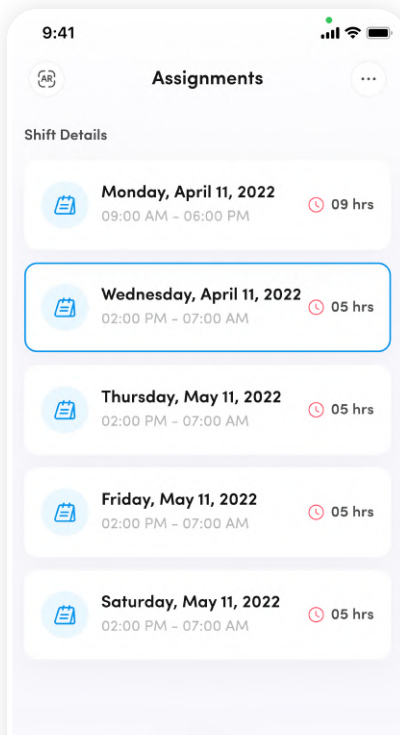 9:41
AR
Assignments
Shift Details
Monday, April 11, 2022
09:00 AM - 06:00 PM
09 hrs
Wednesday, April 11, 2022
02:00 PM - 07:00 AM
05 hrs
Thursday, May 11, 2022
02:00 PM - 07:00 AM
05 hrs
Friday, May 11, 2022
02:00 PM - 07:00 AM
05 hrs
Saturday, May 11, 2022
02:00 PM - 07:00 AM
05 hrs